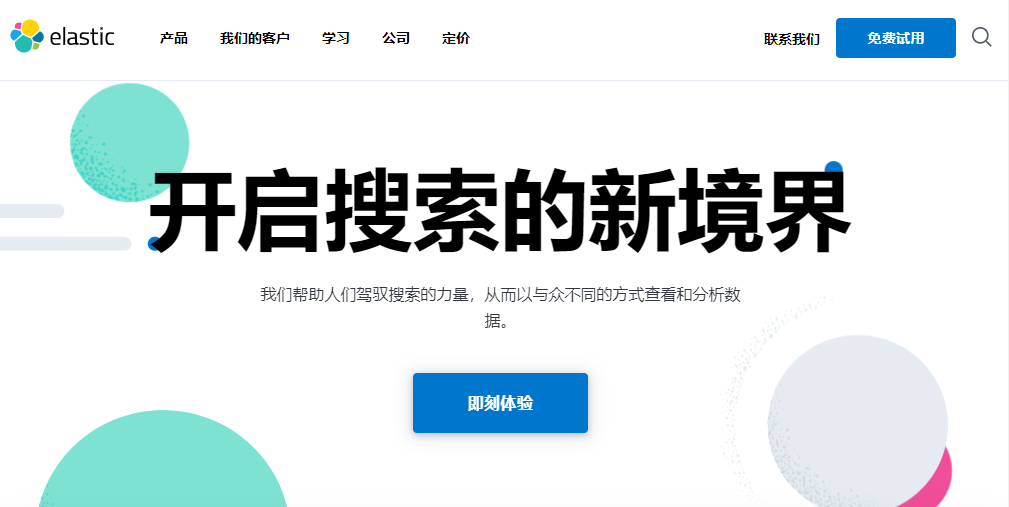 elastic 产品 我们的客户 学习 公司 定价 联系我们 免费试用
开启搜索的新境界
我们帮助人们驾驭搜索的力量，从而以与众不同的方式查看和分析数
据。
即刻体验